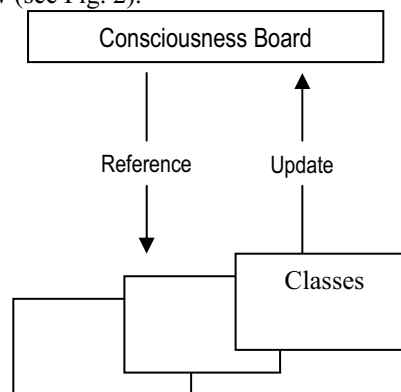 (see Fig. 2).
Consciousness Board
Reference
Update
Classes